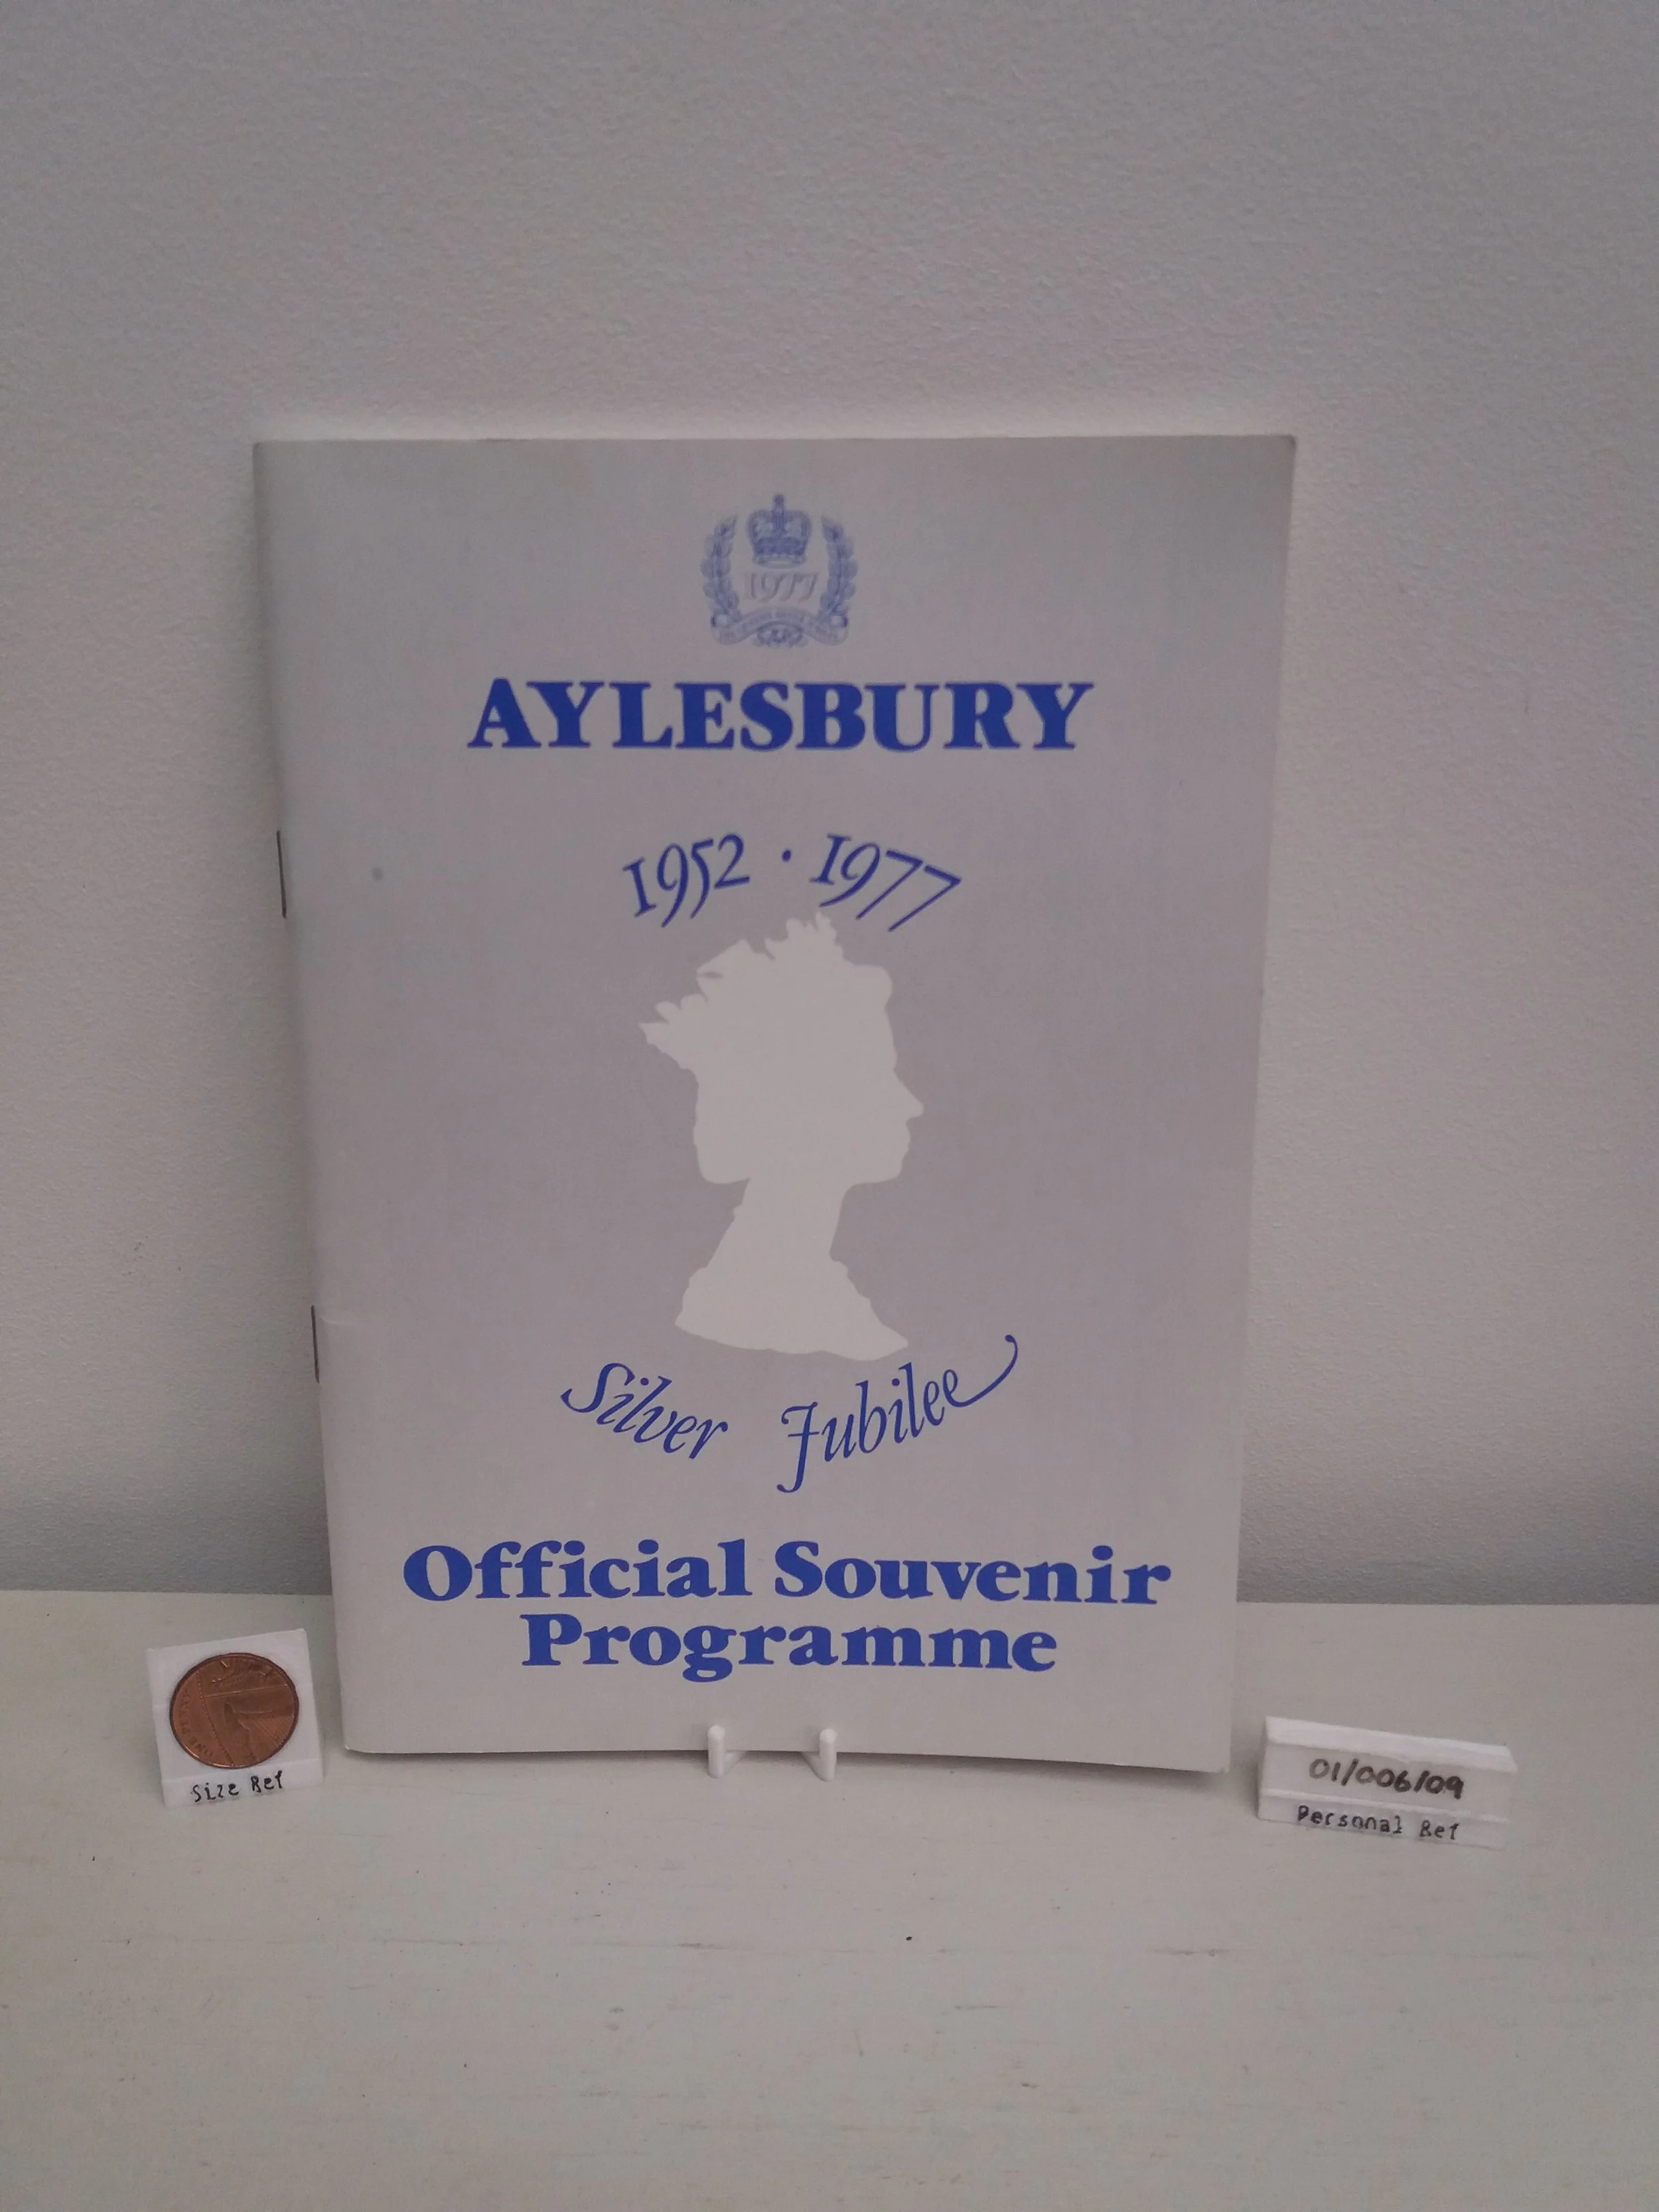 1977
AYLESBURY
1952 · 1977
Silver Jubilee
Official Souvenir
Programme
Size Ref
01/006/09
Personal Ref